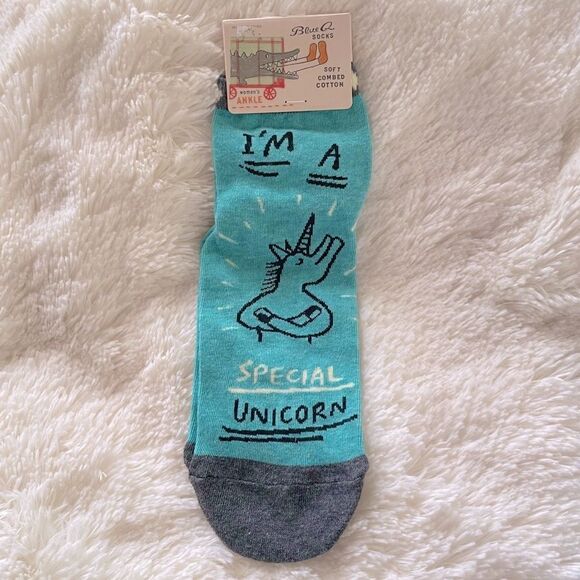 Blue Q
SOCKS
SOFT
COMBED
COTTON
women's
ANKLE
I'M A
SPECIAL
UNICORN